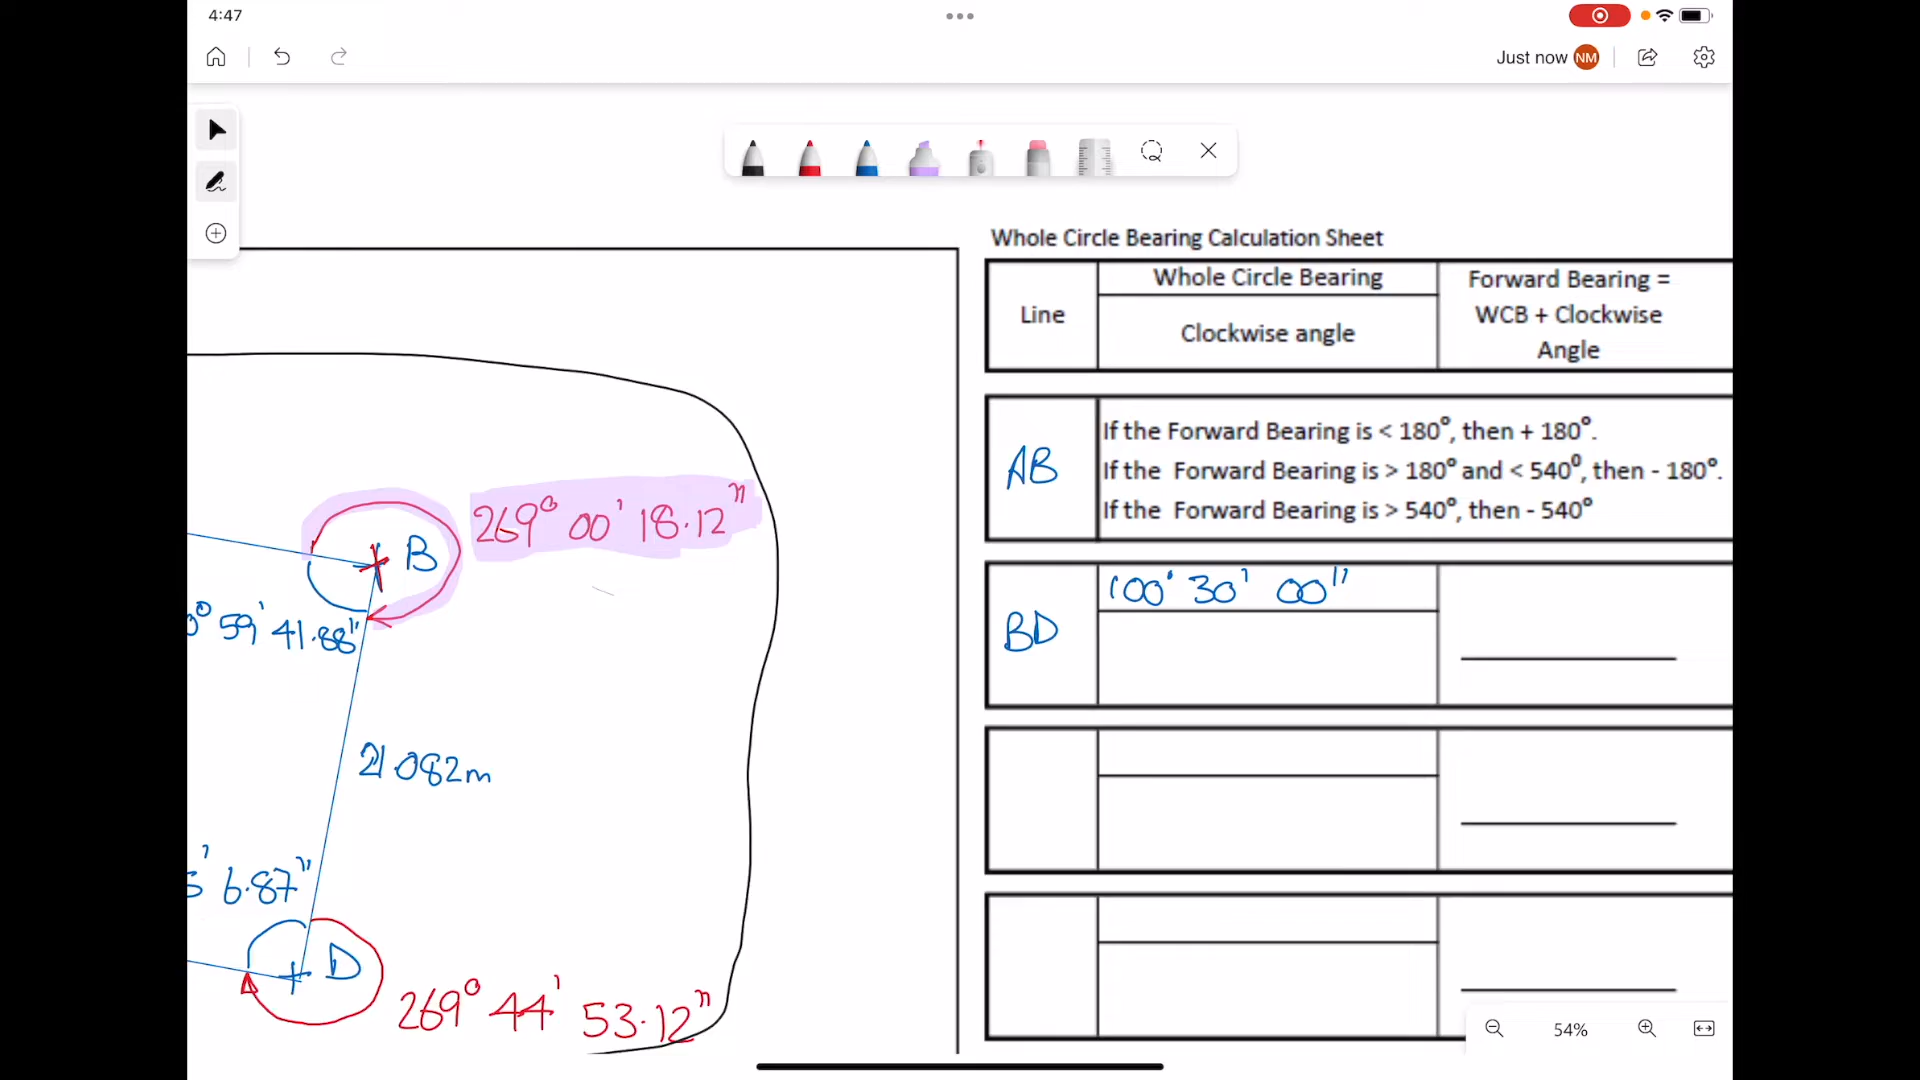 4:47
Just now NM
Whole Circle Bearing Calculation Sheet
Line
Whole Circle Bearing
Clockwise angle
Forward Bearing =
WCB + Clockwise
Angle
AB
If the Forward Bearing is < 180°, then + 180°.
If the Forward Bearing is > 180° and < 540°, then - 180°.
If the Forward Bearing is > 540°, then - 540°
BD
100° 30' 00"
269° 00' 18.12"
B
59' 41.88"
21.082m
6.87"
D
269° 44' 53.12"
54%